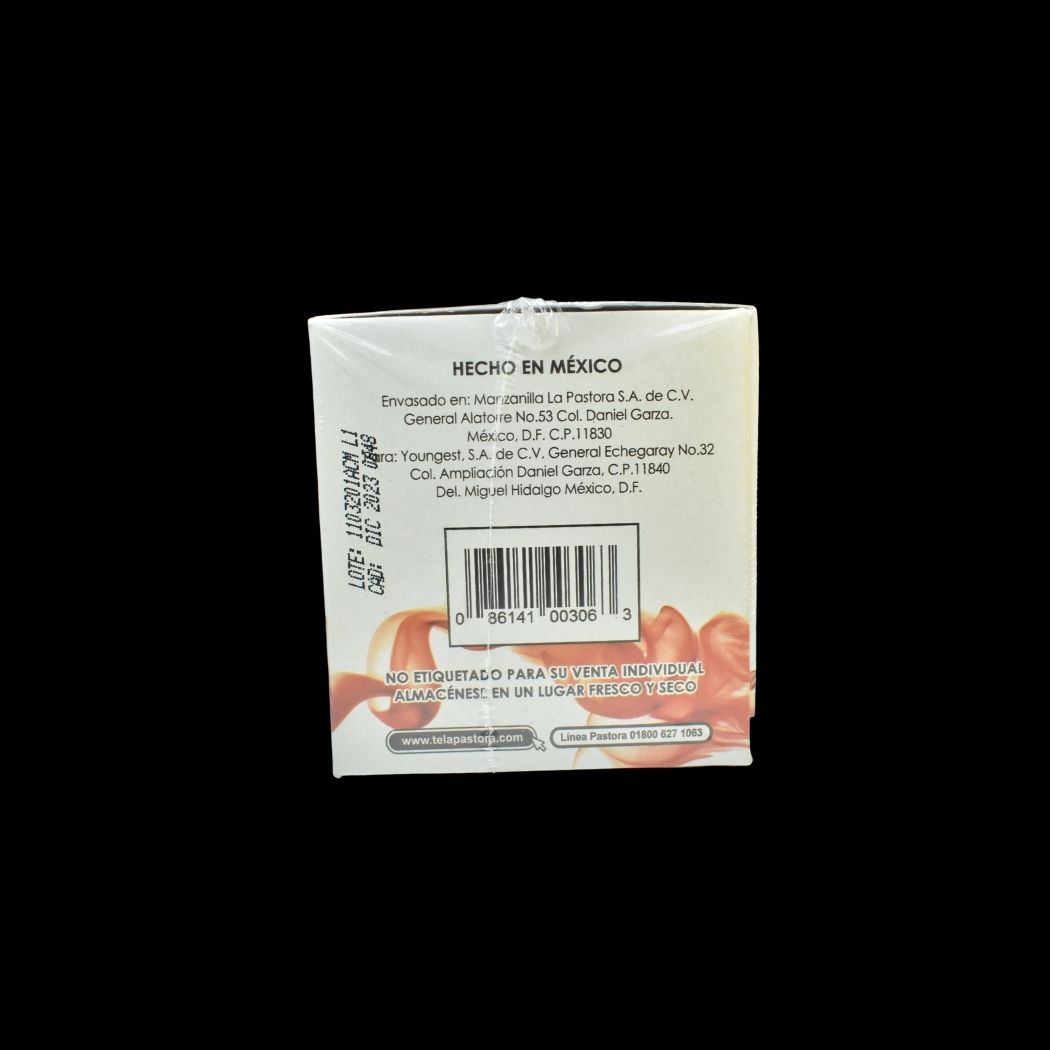 HECHO EN MÉXICO
Envasado en: Manzanilla La Pastora S.A. de C.V.
General Alatorre No.53 Col. Daniel Garza.
México, D.F. C.P.11830
Youngest, S.A. de C.V. General Echegaray No.32
Col. Ampliación Daniel Garza, C.P.11840
Del. Miguel Hidalgo México, D.F.
LOTE: 1103201ACM L1
CAD: DIC 2023 0848
0 86141 00306 3
NO ETIQUETADO PARA SU VENTA INDIVIDUAL
ALMACÉNESE EN UN LUGAR FRESCO Y SECO
www.telapastora.com
Línea Pastora 01800 627 1063